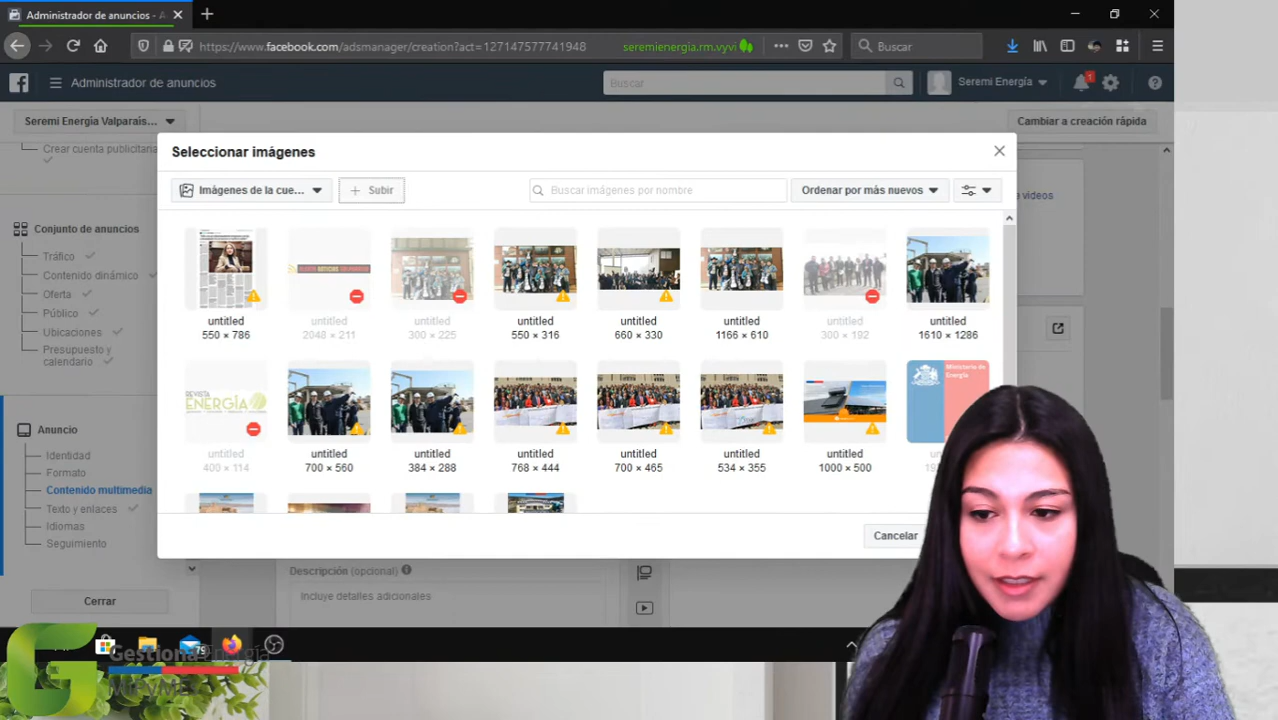 Administrador de anuncios - A
https://www.facebook.com/adsmanager/creation?act=127147577741948
seremienergia.rm.vyvi
Buscar
Administrador de anuncios
Buscar
Seremi Energía
1
Seremi Energía Valparaís...
Cambiar a creación rápida
Crear cuenta publicitaria
Seleccionar imágenes
Imágenes de la cue...
Subir
Buscar imágenes por nombre
Ordenar por más nuevos
e videos
Conjunto de anuncios
Tráfico
Contenido dinámico
Oferta
Público
Ubicaciones
Presupuesto y
calendario
untitled
550 × 786
untitled
2048 × 211
untitled
300 × 225
untitled
550 × 316
untitled
660 × 330
untitled
1166 × 610
untitled
300 × 192
untitled
1610 × 1286
REVISTA
ENERGÍA
Ministerio de
Energía
untitled
400 × 114
untitled
700 × 560
untitled
384 × 288
untitled
768 × 444
untitled
700 × 465
untitled
534 × 355
untitled
1000 × 500
Anuncio
Identidad
Formato
Contenido multimedia
Texto y enlaces
Idiomas
Seguimiento
Cancelar
Descripción (opcional)
Incluye detalles adicionales
Cerrar
79
Gestiona Energía